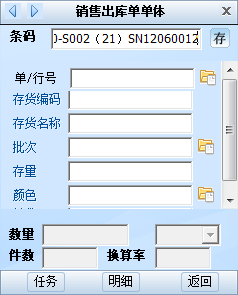 销售出库单单体
条码 )-S002（21）SN12060012 存
单/行号
存货编码
存货名称
批次
存量
颜色
数量
件数 换算率
任务 明细 返回